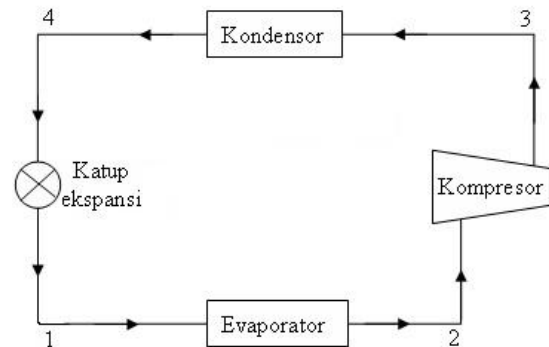 4
Kondensor
3
Katup
ekspansi
Kompresor
1
Evaporator
2